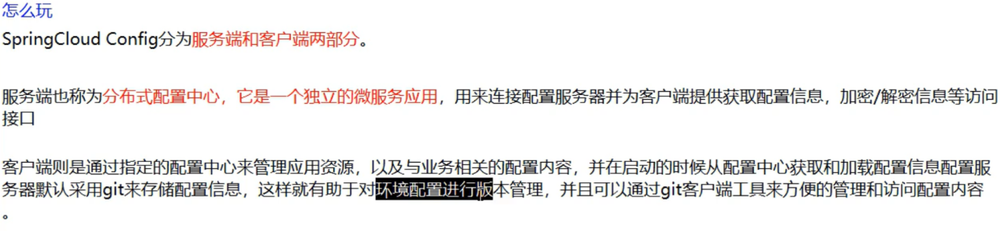 怎么玩
SpringCloud Config分为服务端和客户端两部分。
服务端也称为分布式配置中心，它是一个独立的微服务应用，用来连接配置服务器并为客户端提供获取配置信息，加密/解密信息等访问
接口
客户端则是通过指定的配置中心来管理应用资源，以及与业务相关的配置内容，并在启动的时候从配置中心获取和加载配置信息配置服
务器默认采用git来存储配置信息，这样就有助于对环境配置进行版本管理，并且可以通过git客户端工具来方便的管理和访问配置内容
。